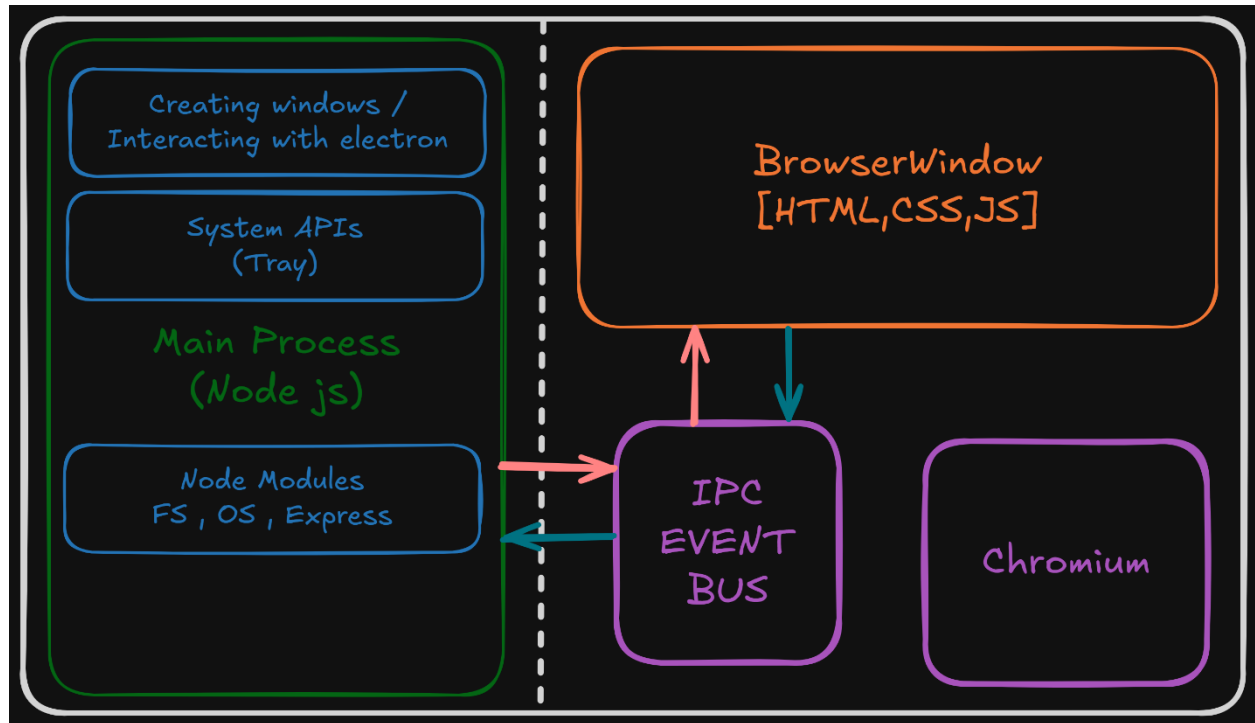 Creating windows /
Interacting with electron
System APIs
(Tray)
Main Process
(Node js)
Node Modules
FS , OS , Express
BrowserWindow
[HTML,CSS,JS]
IPC
EVENT
BUS
Chromium